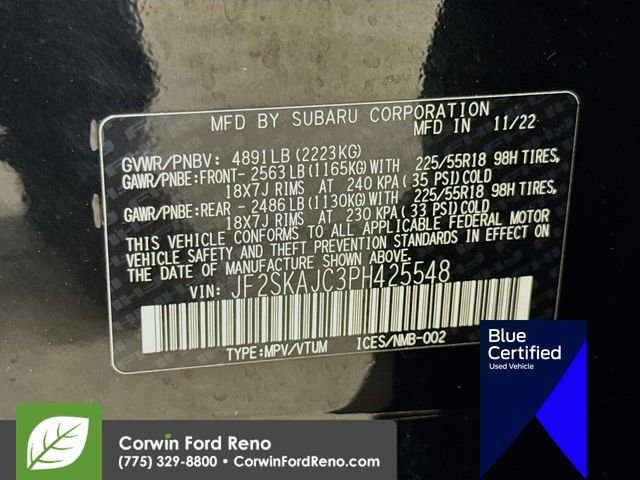 MFD BY SUBARU CORPORATION
MFD IN 11/22
GVWR/PNBV: 4891LB(2223KG)
GAWR/PNBE:FRONT- 2563LB(1165KG)WITH 225/55R18 98H TIRES,
18X7J RIMS AT 240 KPA(35 PSI)COLD
GAWR/PNBE:REAR - 2486LB(1130KG)WITH 225/55R18 98H TIRES,
18X7J RIMS AT 230 KPA(33 PSI)COLD
THIS VEHICLE CONFORMS TO ALL APPLICABLE FEDERAL MOTOR
VEHICLE SAFETY AND THEFT PREVENTION STANDARDS IN EFFECT ON
THE DATE OF MANUFACTURE SHOWN ABOVE.
VIN: JF2SKAJC3PH425548
TYPE:MPV/VTUM ICES/NMB-002
Blue
Certified
Used Vehicle
Corwin Ford Reno
(775) 329-8800 • CorwinFordReno.com